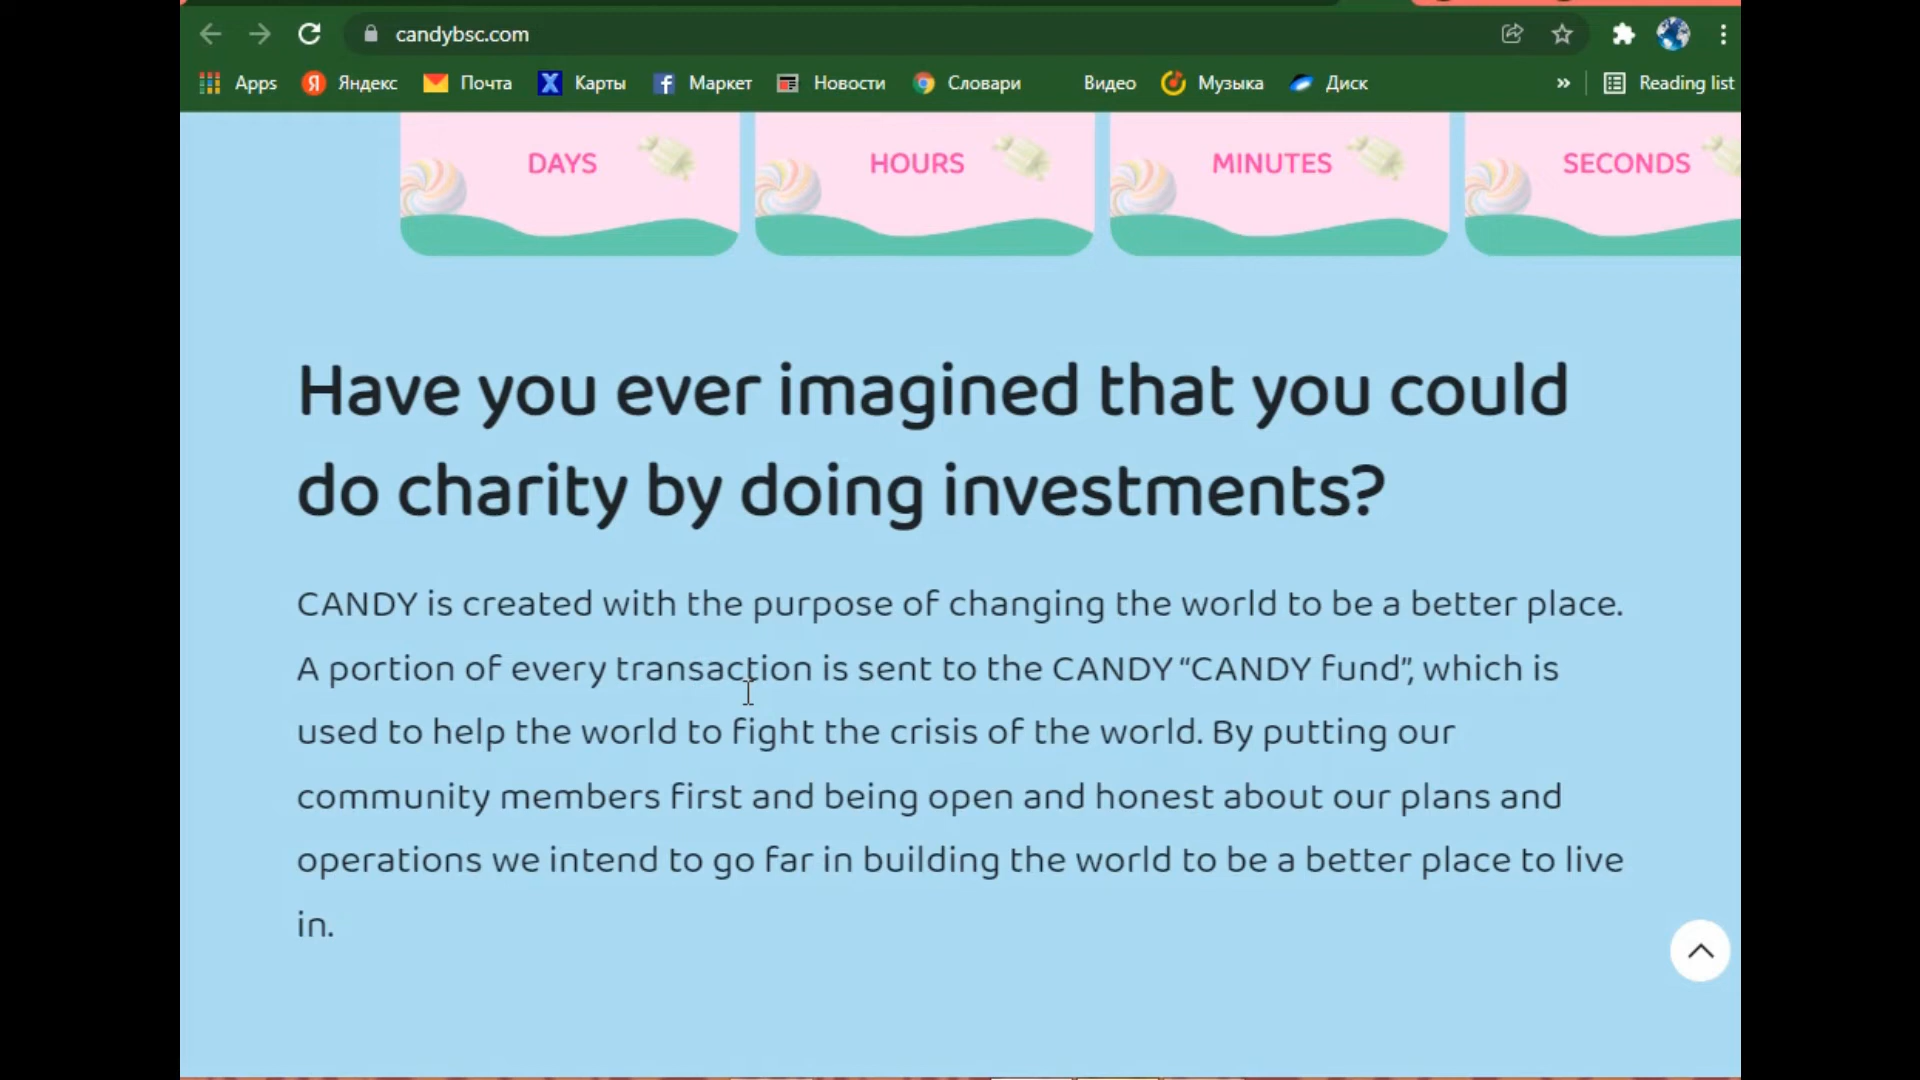 candybsc.com
Apps Яндекс Почта Карты Маркет Новости Словари Видео Музыка Диск » Reading list
DAYS HOURS MINUTES SECONDS
Have you ever imagined that you could
do charity by doing investments?
CANDY is created with the purpose of changing the world to be a better place.
A portion of every transaction is sent to the CANDY “CANDY fund”, which is
used to help the world to fight the crisis of the world. By putting our
community members first and being open and honest about our plans and
operations we intend to go far in building the world to be a better place to live
in.